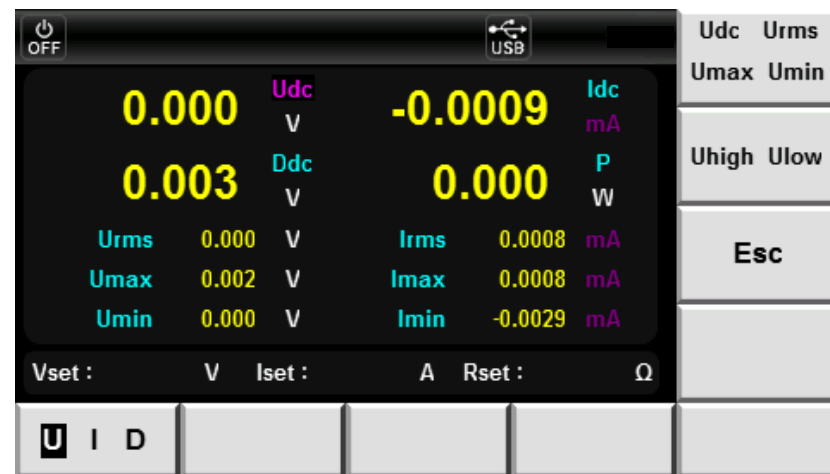 OFF USB Udc Urms
Umax Umin
0.000 Udc V -0.0009 Idc mA
Uhigh Ulow
0.003 Ddc V 0.000 P W
Urms 0.000 V Irms 0.0008 mA
Esc
Umax 0.002 V Imax 0.0008 mA
Umin 0.000 V Imin -0.0029 mA
Vset : V Iset : A Rset : Ω
U I D